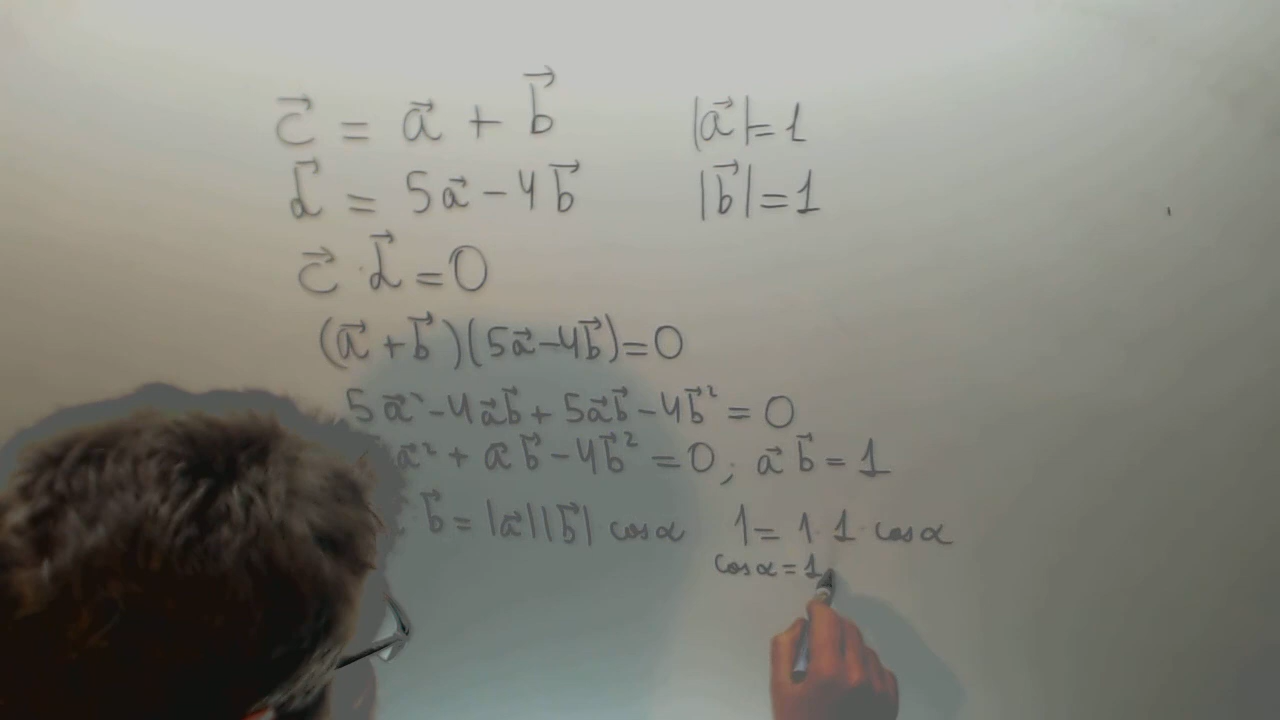 c⃗ = a⃗ + b⃗ |a⃗|=1
d⃗ = 5a⃗ - 4b⃗ |b⃗|=1
c⃗ · d⃗ = 0
(a⃗ + b⃗)(5a⃗ - 4b⃗) = 0
5a⃗² - 4a⃗b⃗ + 5a⃗b⃗ - 4b⃗² = 0
a⃗² + a⃗b⃗ - 4b⃗² = 0; a⃗ b⃗ = 1
b⃗ = |a⃗||b⃗| cos α 1 = 1·1 cos α
cos α = 1